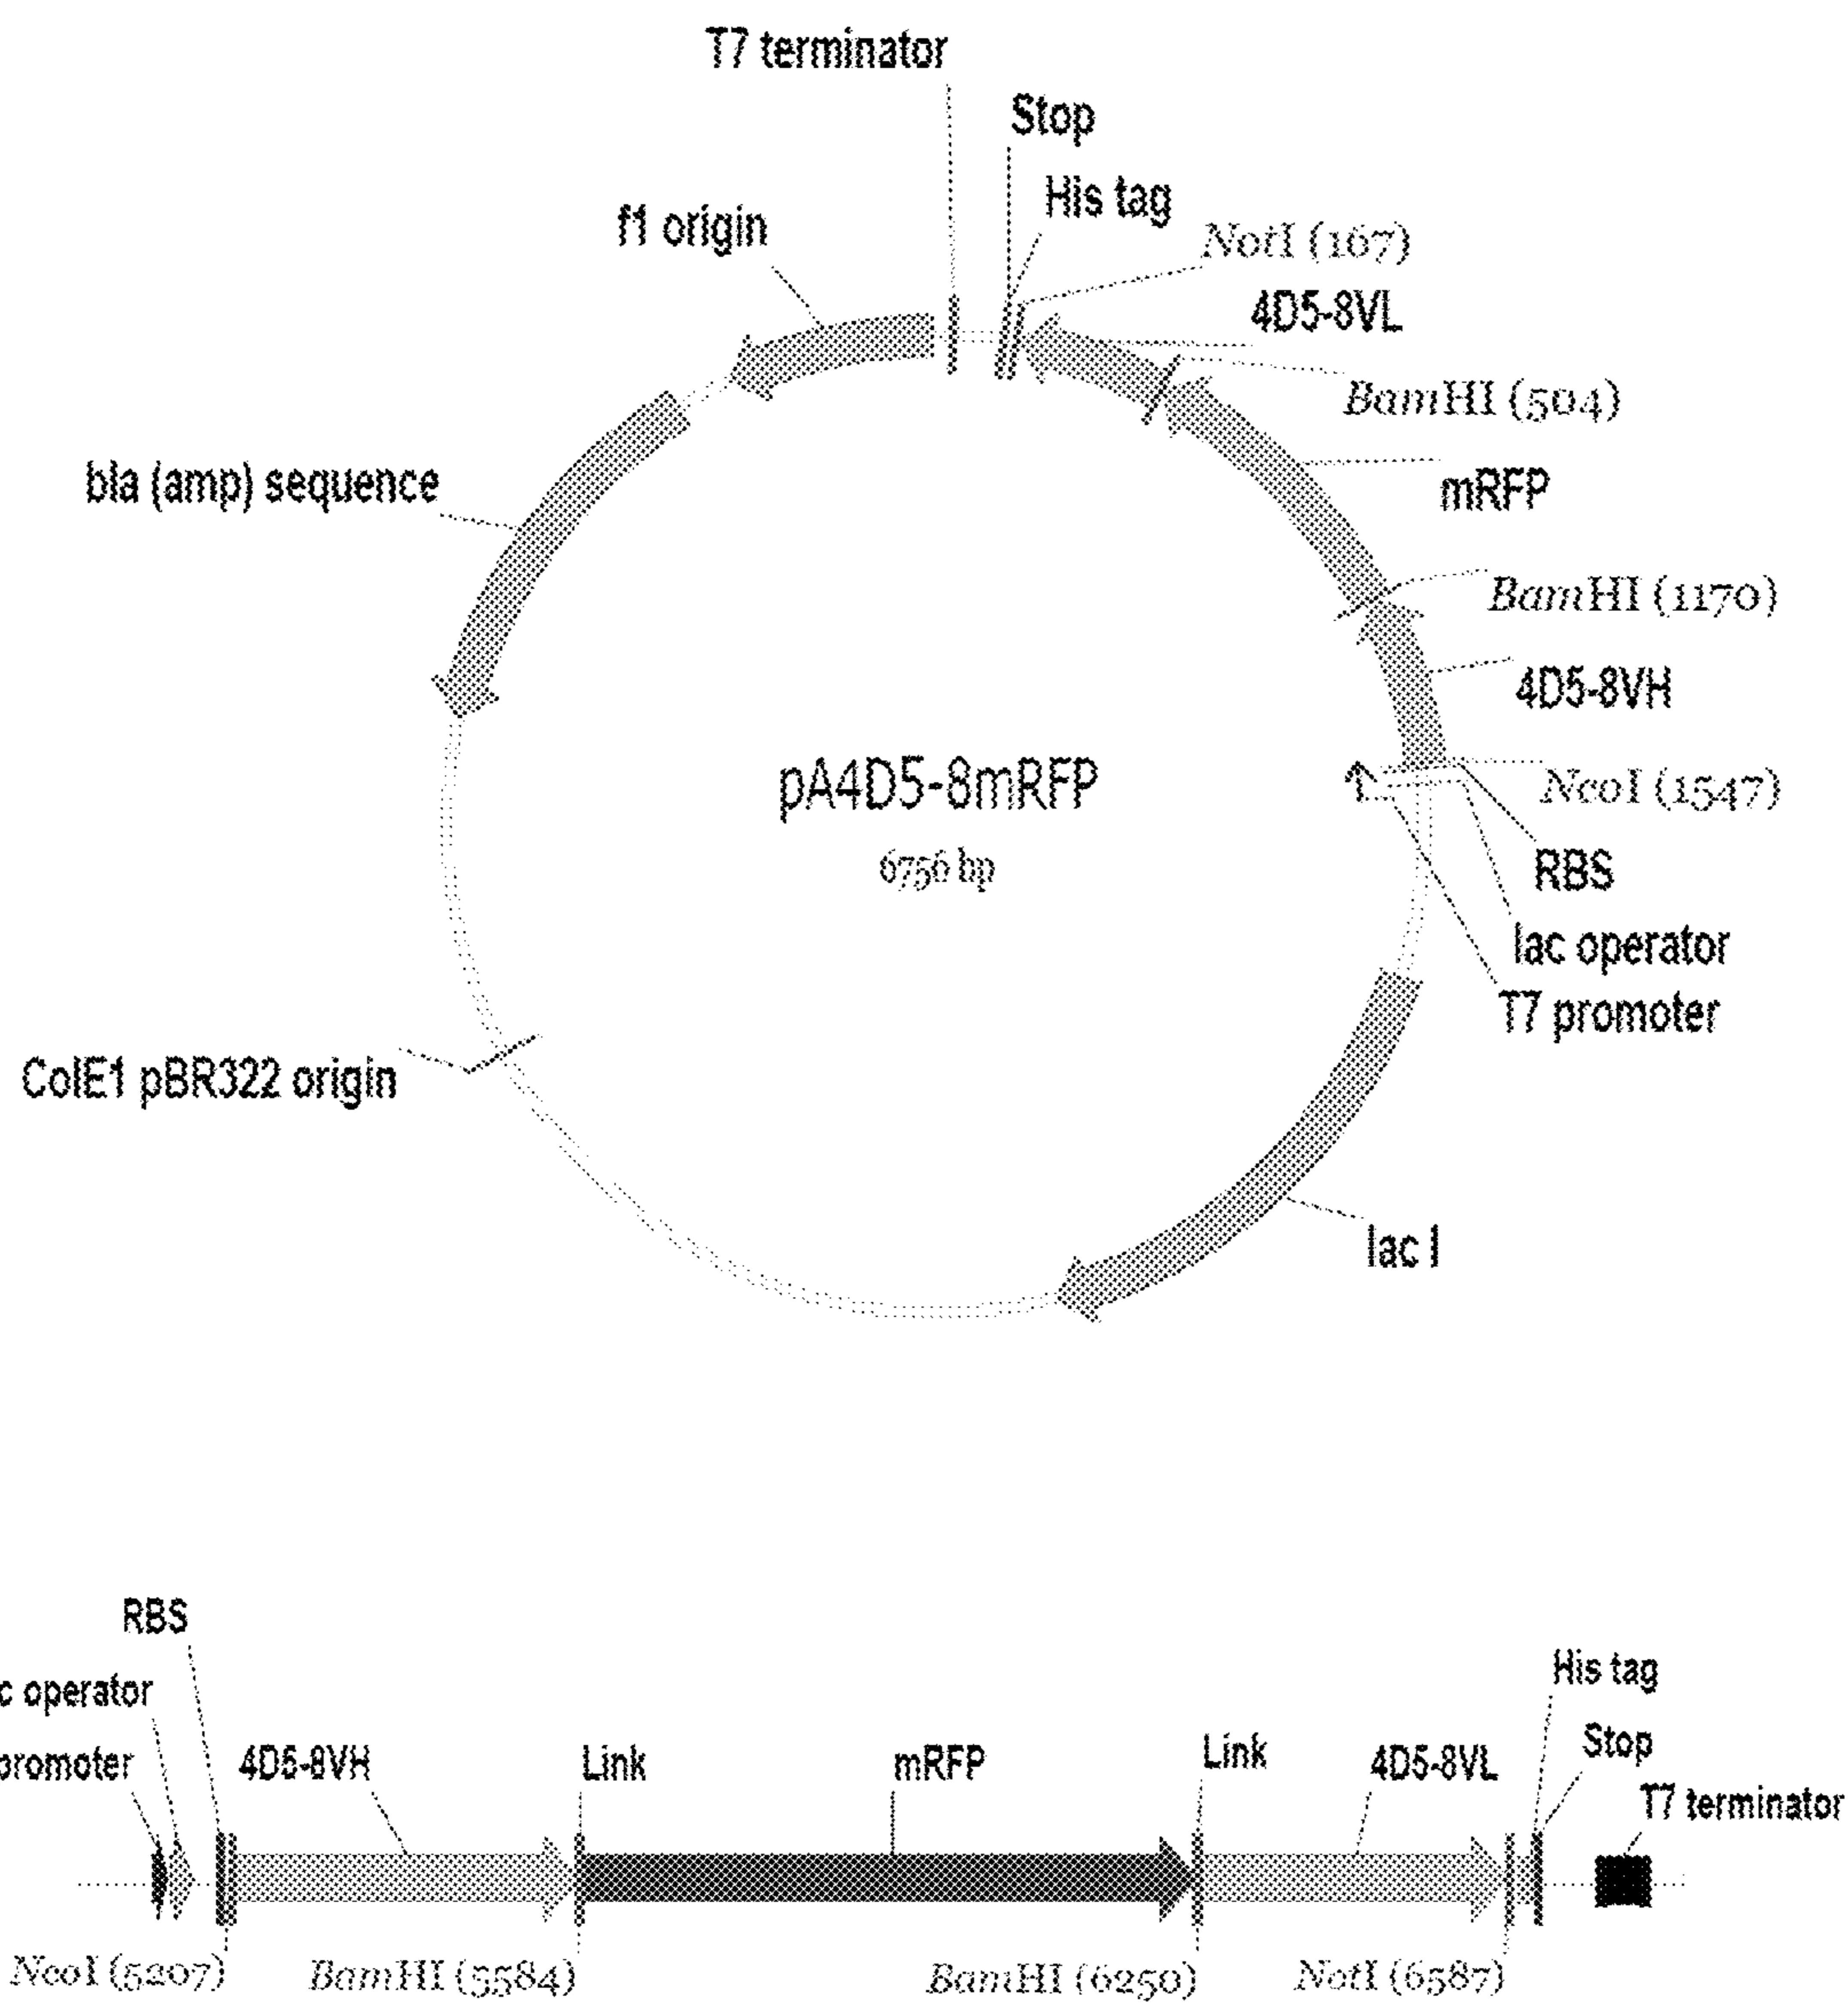 T7 terminator
Stop
His tag
f1 origin
NotI (167)
4D5-8VL
BamHI (504)
bla (amp) sequence
mRFP
BamHI (1170)
4D5-8VH
pA4D5-8mRFP
NcoI (1547)
6756 bp
RBS
lac operator
T7 promoter
ColE1 pBR322 origin
lac I
RBS
His tag
c operator
Stop
promoter
4D5-8VH
Link
mRFP
Link
4D5-8VL
T7 terminator
NcoI (5207)
BamHI (5584)
BamHI (6250)
NotI (6587)